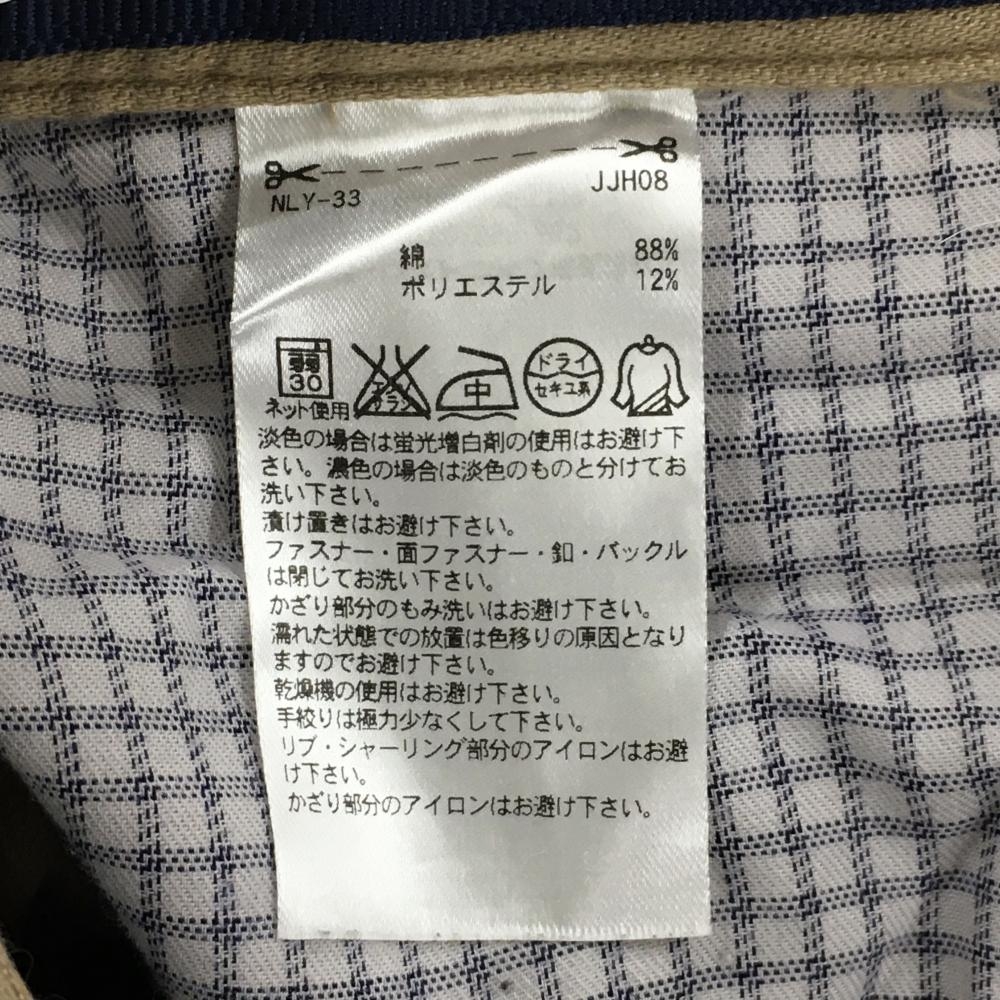 NLY-33 JJH08
綿 88%
ポリエステル 12%
弱 30 エンソ サラシ 中 ドライ セキユ系
ネット使用
淡色の場合は蛍光増白剤の使用はお避け下
さい。濃色の場合は淡色のものと分けてお
洗い下さい。
漬け置きはお避け下さい。
ファスナー・面ファスナー・釦・バックル
は閉じてお洗い下さい。
かざり部分のもみ洗いはお避け下さい。
濡れた状態での放置は色移りの原因となり
ますのでお避け下さい。
乾燥機の使用はお避け下さい。
手絞りは極力少なくして下さい。
リブ・シャーリング部分のアイロンはお避
け下さい。
かざり部分のアイロンはお避け下さい。